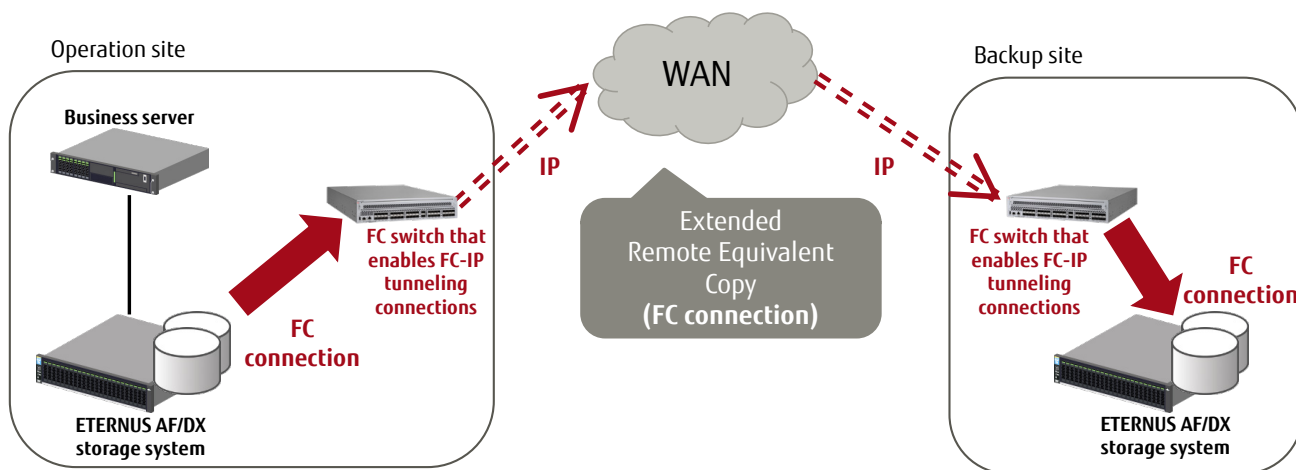 Operation site
Business server
FC switch that
enables FC-IP
tunneling
connections
FC
connection
ETERNUS AF/DX
storage system
IP
WAN
Extended
Remote Equivalent
Copy
(FC connection)
IP
Backup site
FC switch that
enables FC-IP
tunneling
connections
FC
connection
ETERNUS AF/DX
storage system